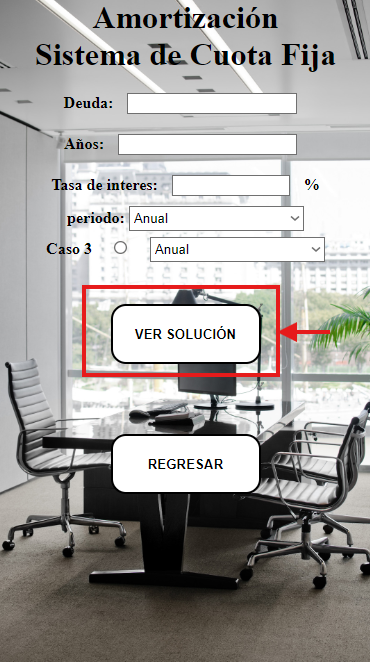 Amortización
Sistema de Cuota Fija
Deuda:
Años:
Tasa de interes: %
periodo: Anual
Caso 3 Anual
VER SOLUCIÓN
REGRESAR